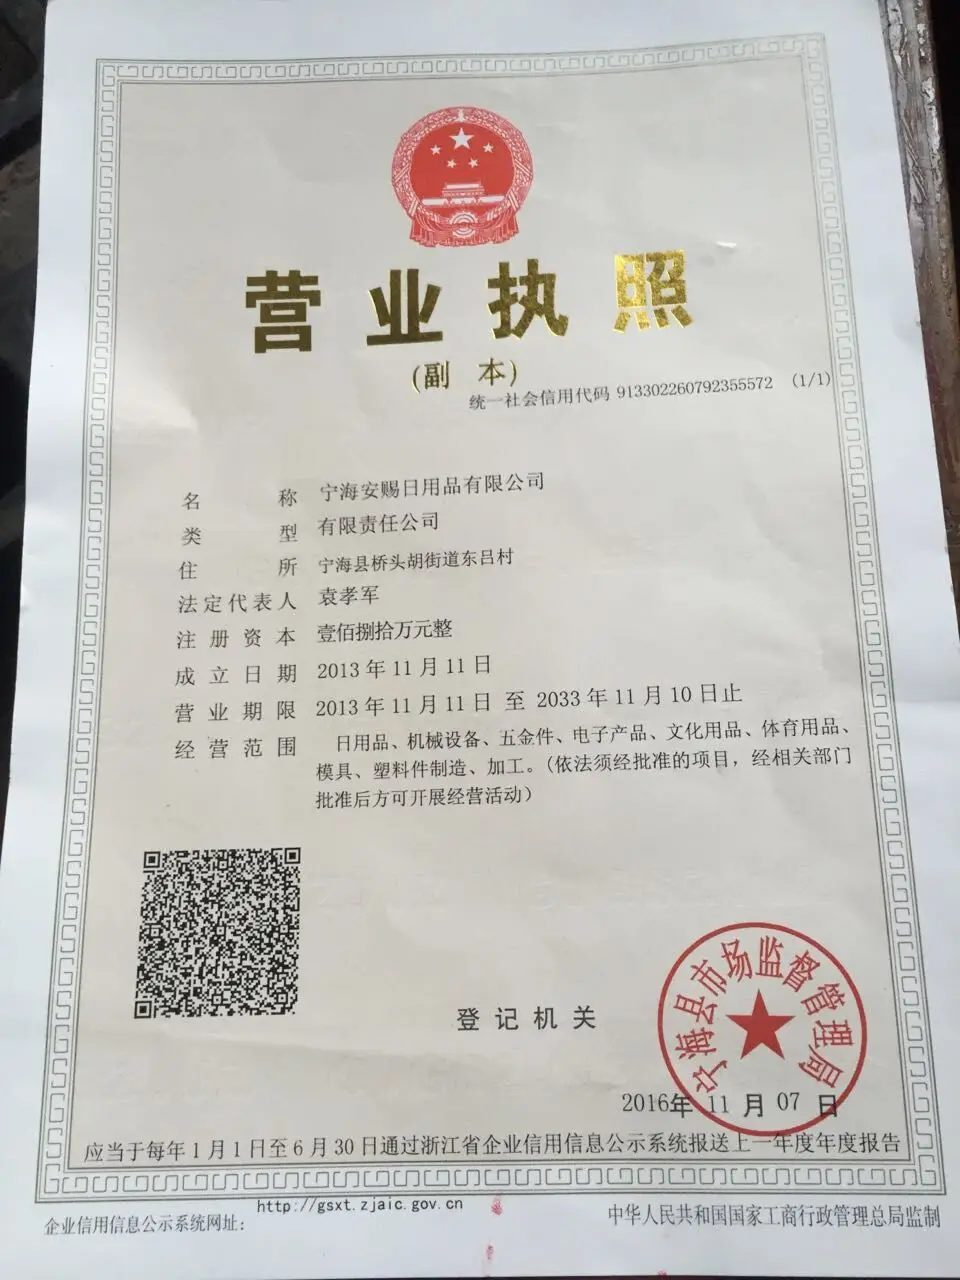 营业执照
(副 本)
统一社会信用代码 913302260792355572 (1/1)
名 称 宁海安赐日用品有限公司
类 型 有限责任公司
住 所 宁海县桥头胡街道东吕村
法定代表人 袁孝军
注册资本 壹佰捌拾万元整
成立日期 2013年11月11日
营业期限 2013年11月11日 至 2033年11月10日止
经营范围 日用品、机械设备、五金件、电子产品、文化用品、体育用品、
模具、塑料件制造、加工。(依法须经批准的项目,经相关部门
批准后方可开展经营活动)
登记机关
宁海县市场监督管理局
2016年 11 月 07 日
应当于每年1月1日至6月30日通过浙江省企业信用信息公示系统报送上一年度年度报告
http://gsxt.zjaic.gov.cn
企业信用信息公示系统网址:
中华人民共和国国家工商行政管理总局监制